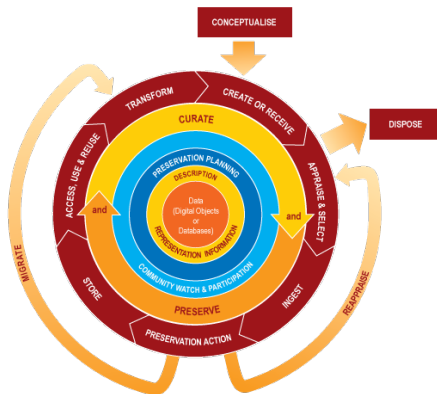 CONCEPTUALISE
CREATE OR RECEIVE
DISPOSE
APPRAISE & SELECT
INGEST
PRESERVATION ACTION
STORE
ACCESS, USE & REUSE
TRANSFORM
MIGRATE
REAPPRAISE
CURATE
and
PRESERVE
and
PRESERVATION PLANNING
COMMUNITY WATCH & PARTICIPATION
DESCRIPTION
REPRESENTATION INFORMATION
Data
(Digital Objects
or
Databases)